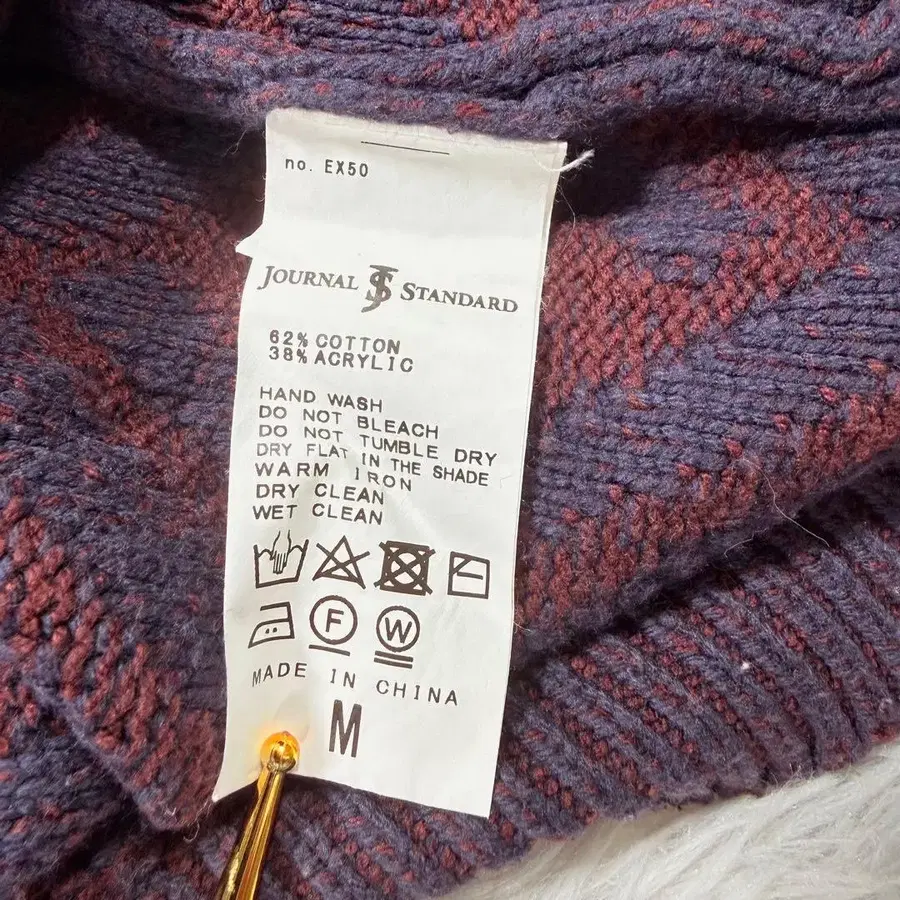 no. EX50
JOURNAL JS STANDARD
62% COTTON
38% ACRYLIC
HAND WASH
DO NOT BLEACH
DO NOT TUMBLE DRY
DRY FLAT IN THE SHADE
WARM IRON
DRY CLEAN
WET CLEAN
F W
MADE IN CHINA
M